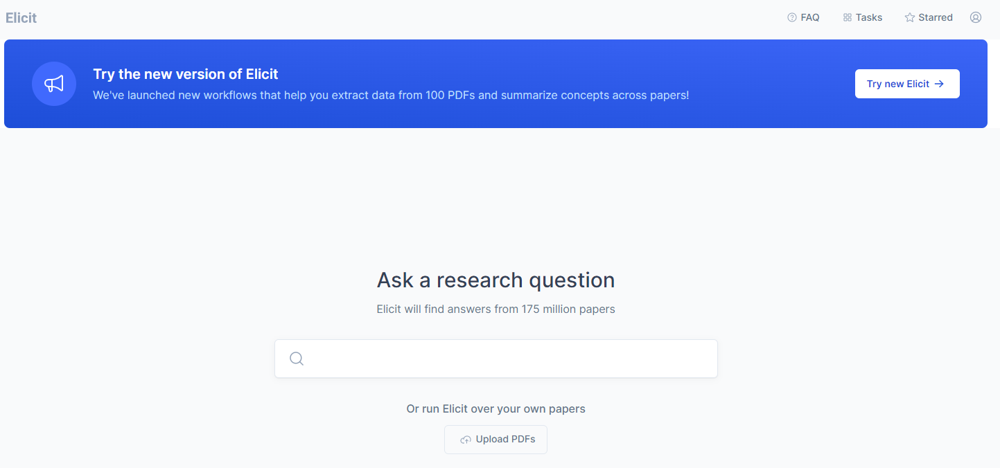 Elicit
FAQ
Tasks
Starred
Try the new version of Elicit
We've launched new workflows that help you extract data from 100 PDFs and summarize concepts across papers!
Try new Elicit →
Ask a research question
Elicit will find answers from 175 million papers
Or run Elicit over your own papers
Upload PDFs